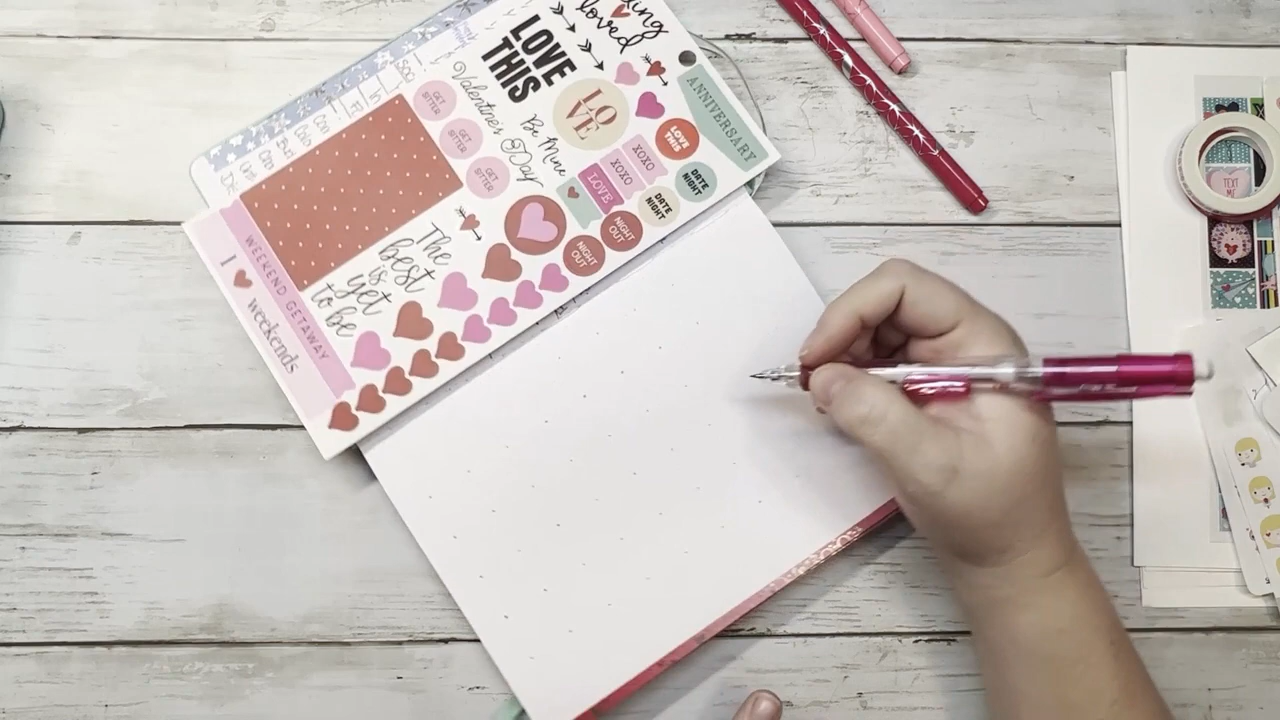 loved
LOVE
THIS
Valentines
Day
Be Mine
LO
VE
ANNIVERSARY
GET
SITTER
GET
SITTER
GET
SITTER
XOXO
XOXO
LOVE
LOVE
THIS
DATE
NIGHT
DATE
NIGHT
NIGHT
OUT
NIGHT
OUT
The
best
is
yet
to be
WEEKEND GETAWAY
I
weekends
TEXT
ME